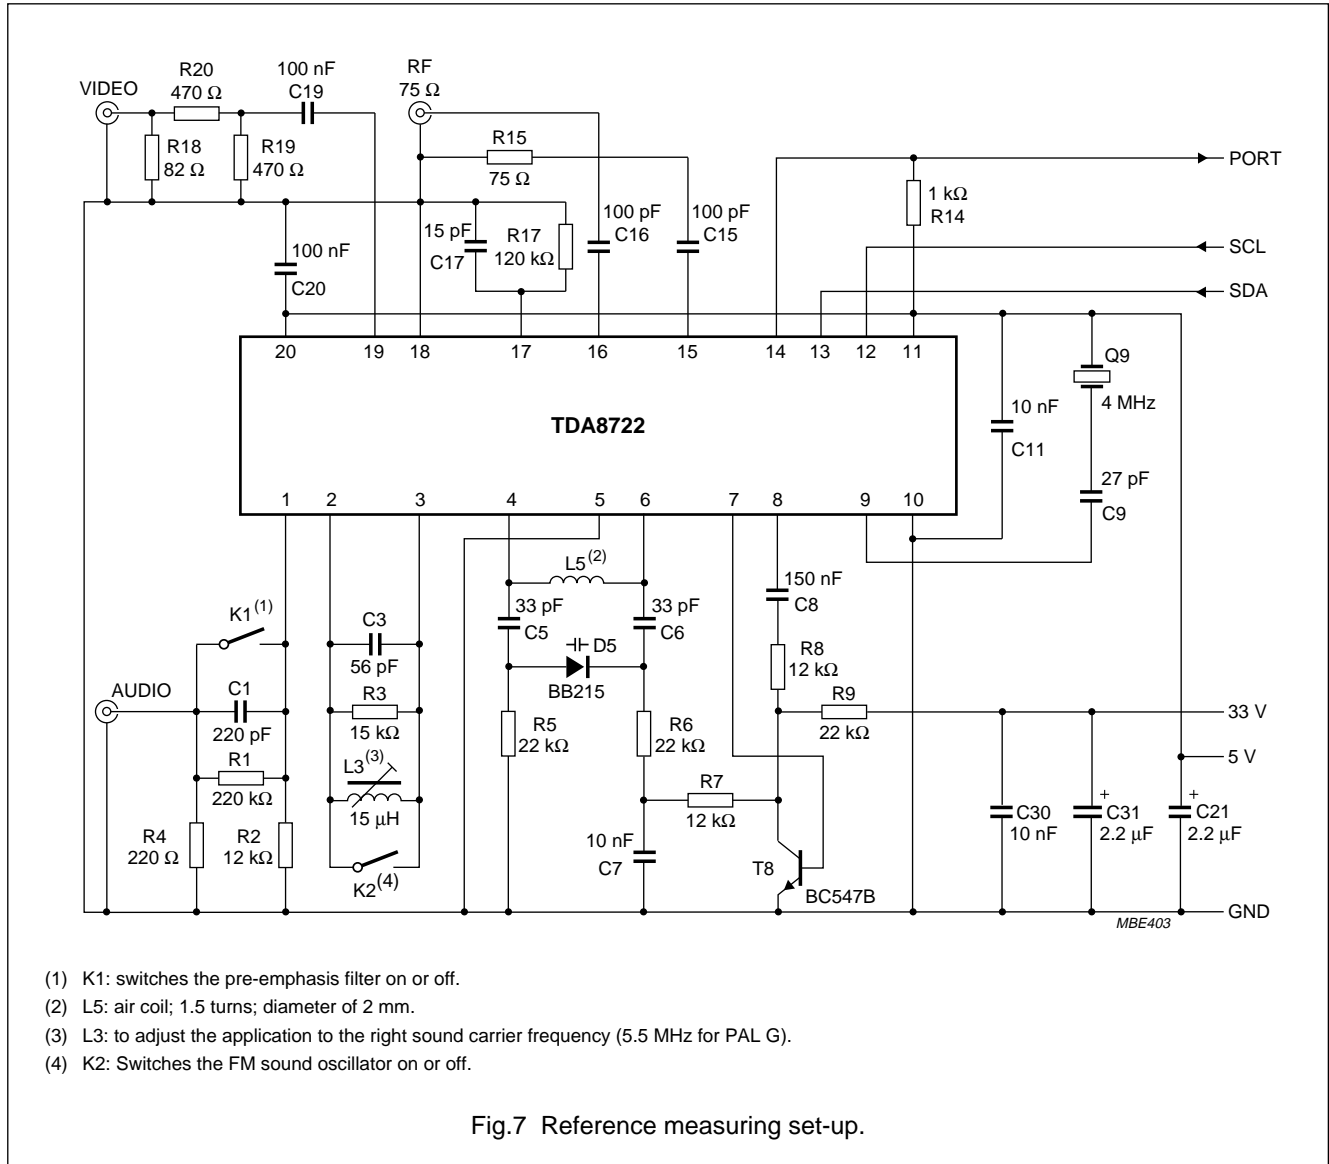 VIDEO
R20
470 Ω
100 nF
C19
RF
75 Ω
R18
82 Ω
R19
470 Ω
R15
75 Ω
PORT
1 kΩ
R14
100 nF
C20
15 pF
C17
R17
120 kΩ
100 pF
C16
100 pF
C15
SCL
SDA
20 19 18 17 16 15 14 13 12 11
Q9
4 MHz
TDA8722
10 nF
C11
27 pF
C9
1 2 3 4 5 6 7 8 9 10
L5(2)
K1(1)
C3
56 pF
33 pF
C5
33 pF
C6
D5
BB215
150 nF
C8
R8
12 kΩ
AUDIO
C1
220 pF
R3
15 kΩ
R5
22 kΩ
R6
22 kΩ
R9
22 kΩ
33 V
R1
220 kΩ
L3(3)
15 μH
R7
12 kΩ
5 V
R4
220 Ω
R2
12 kΩ
K2(4)
10 nF
C7
T8
BC547B
C30
10 nF
+
C31
2.2 μF
+
C21
2.2 μF
GND
MBE403
(1) K1: switches the pre-emphasis filter on or off.
(2) L5: air coil; 1.5 turns; diameter of 2 mm.
(3) L3: to adjust the application to the right sound carrier frequency (5.5 MHz for PAL G).
(4) K2: Switches the FM sound oscillator on or off.
Fig.7 Reference measuring set-up.